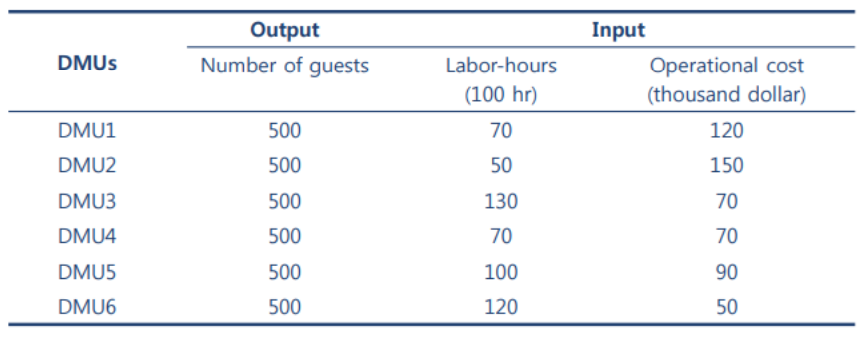 Output Input
DMUs Number of guests Labor-hours (100 hr) Operational cost (thousand dollar)
DMU1 500 70 120
DMU2 500 50 150
DMU3 500 130 70
DMU4 500 70 70
DMU5 500 100 90
DMU6 500 120 50